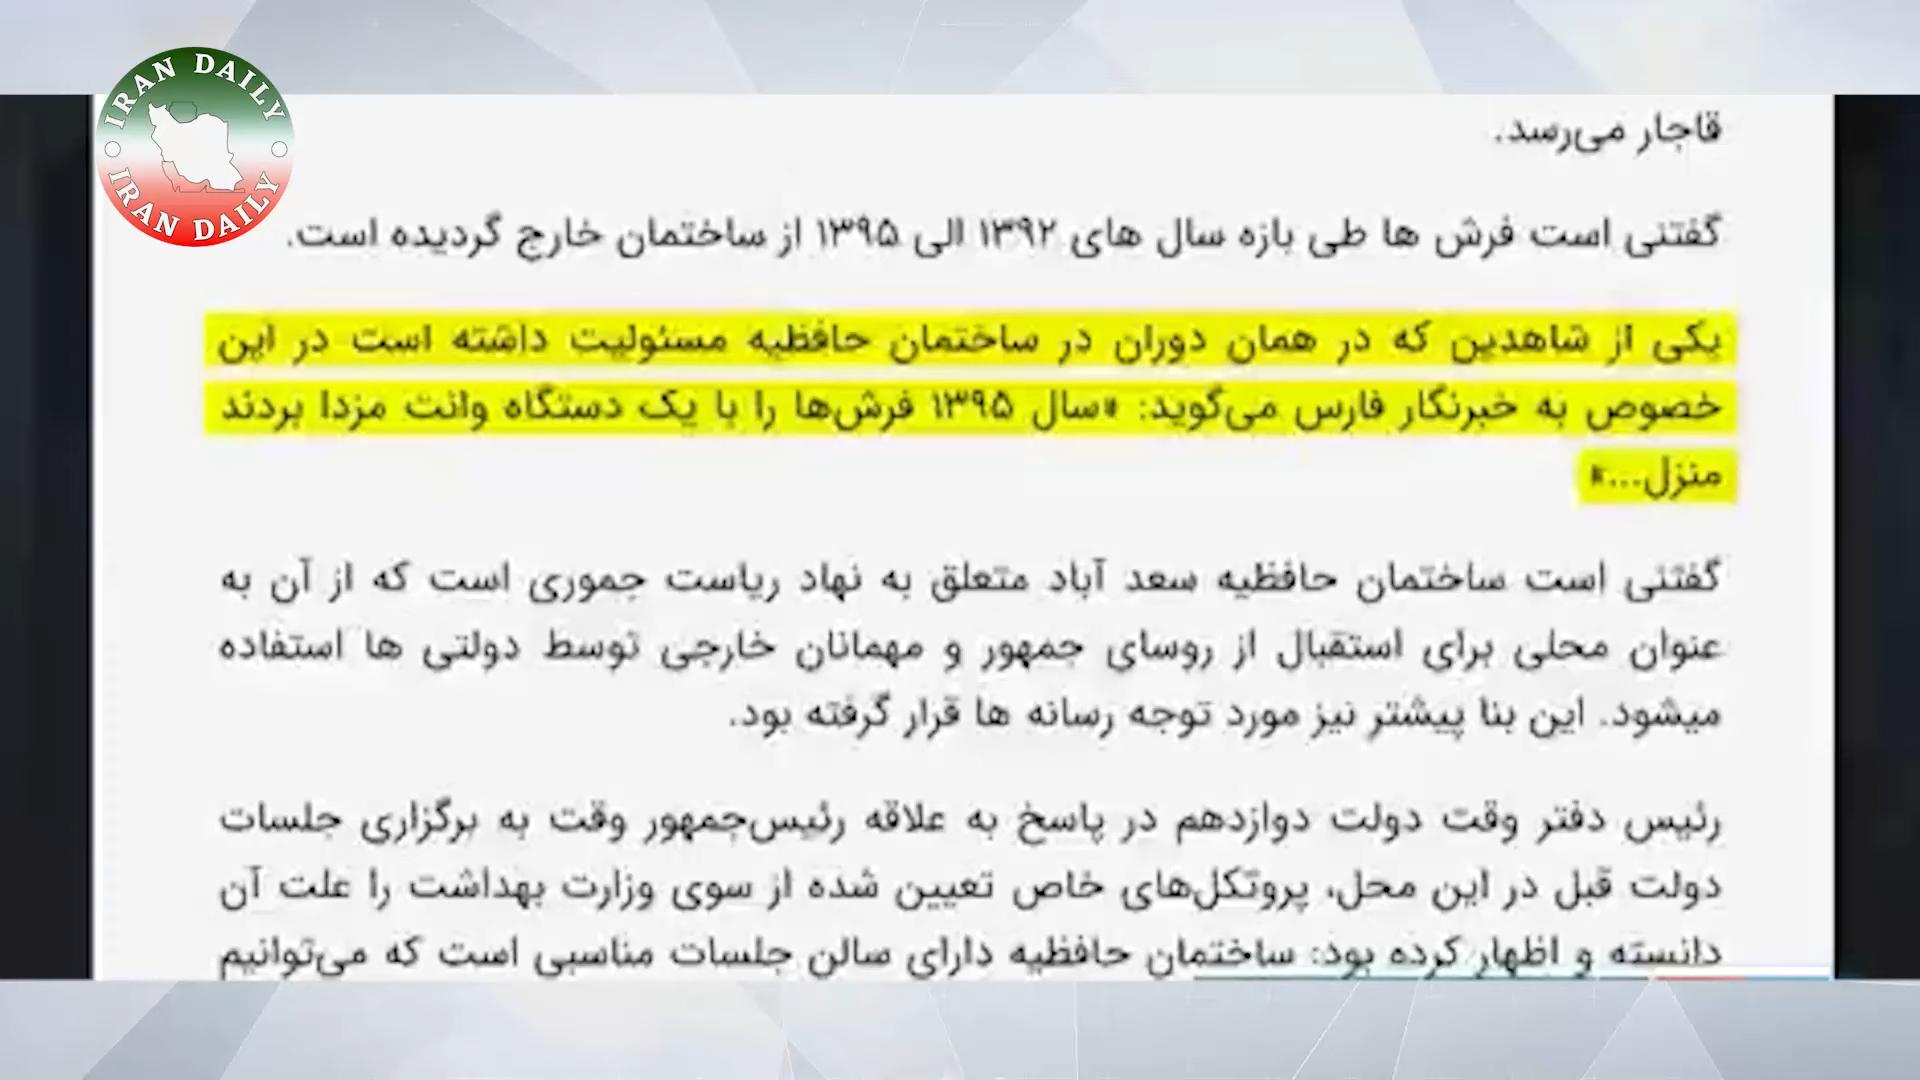 IRAN DAILY
IRAN DAILY
قاجار می‌رسد.
گفتنی است فرش ها طی بازه سال های ۱۳۹۲ الی ۱۳۹۵ از ساختمان خارج گردیده است.
یکی از شاهدین که در همان دوران در ساختمان حافظیه مسئولیت داشته است در این
خصوص به خبرنگار فارس می‌گوید: «سال ۱۳۹۵ فرش‌ها را با یک دستگاه وانت مزدا بردند
منزل...»
گفتنی است ساختمان حافظیه سعد آباد متعلق به نهاد ریاست جموری است که از آن به
عنوان محلی برای استقبال از روسای جمهور و مهمانان خارجی توسط دولتی ها استفاده
میشود. این بنا پیشتر نیز مورد توجه رسانه ها قرار گرفته بود.
رئیس دفتر وقت دولت دوازدهم در پاسخ به علاقه رئیس‌جمهور وقت به برگزاری جلسات
دولت قبل در این محل، پروتکل‌های خاص تعیین شده از سوی وزارت بهداشت را علت آن
دانسته و اظهار کرده بود: ساختمان حافظیه دارای سالن جلسات مناسبی است که می‌توانیم